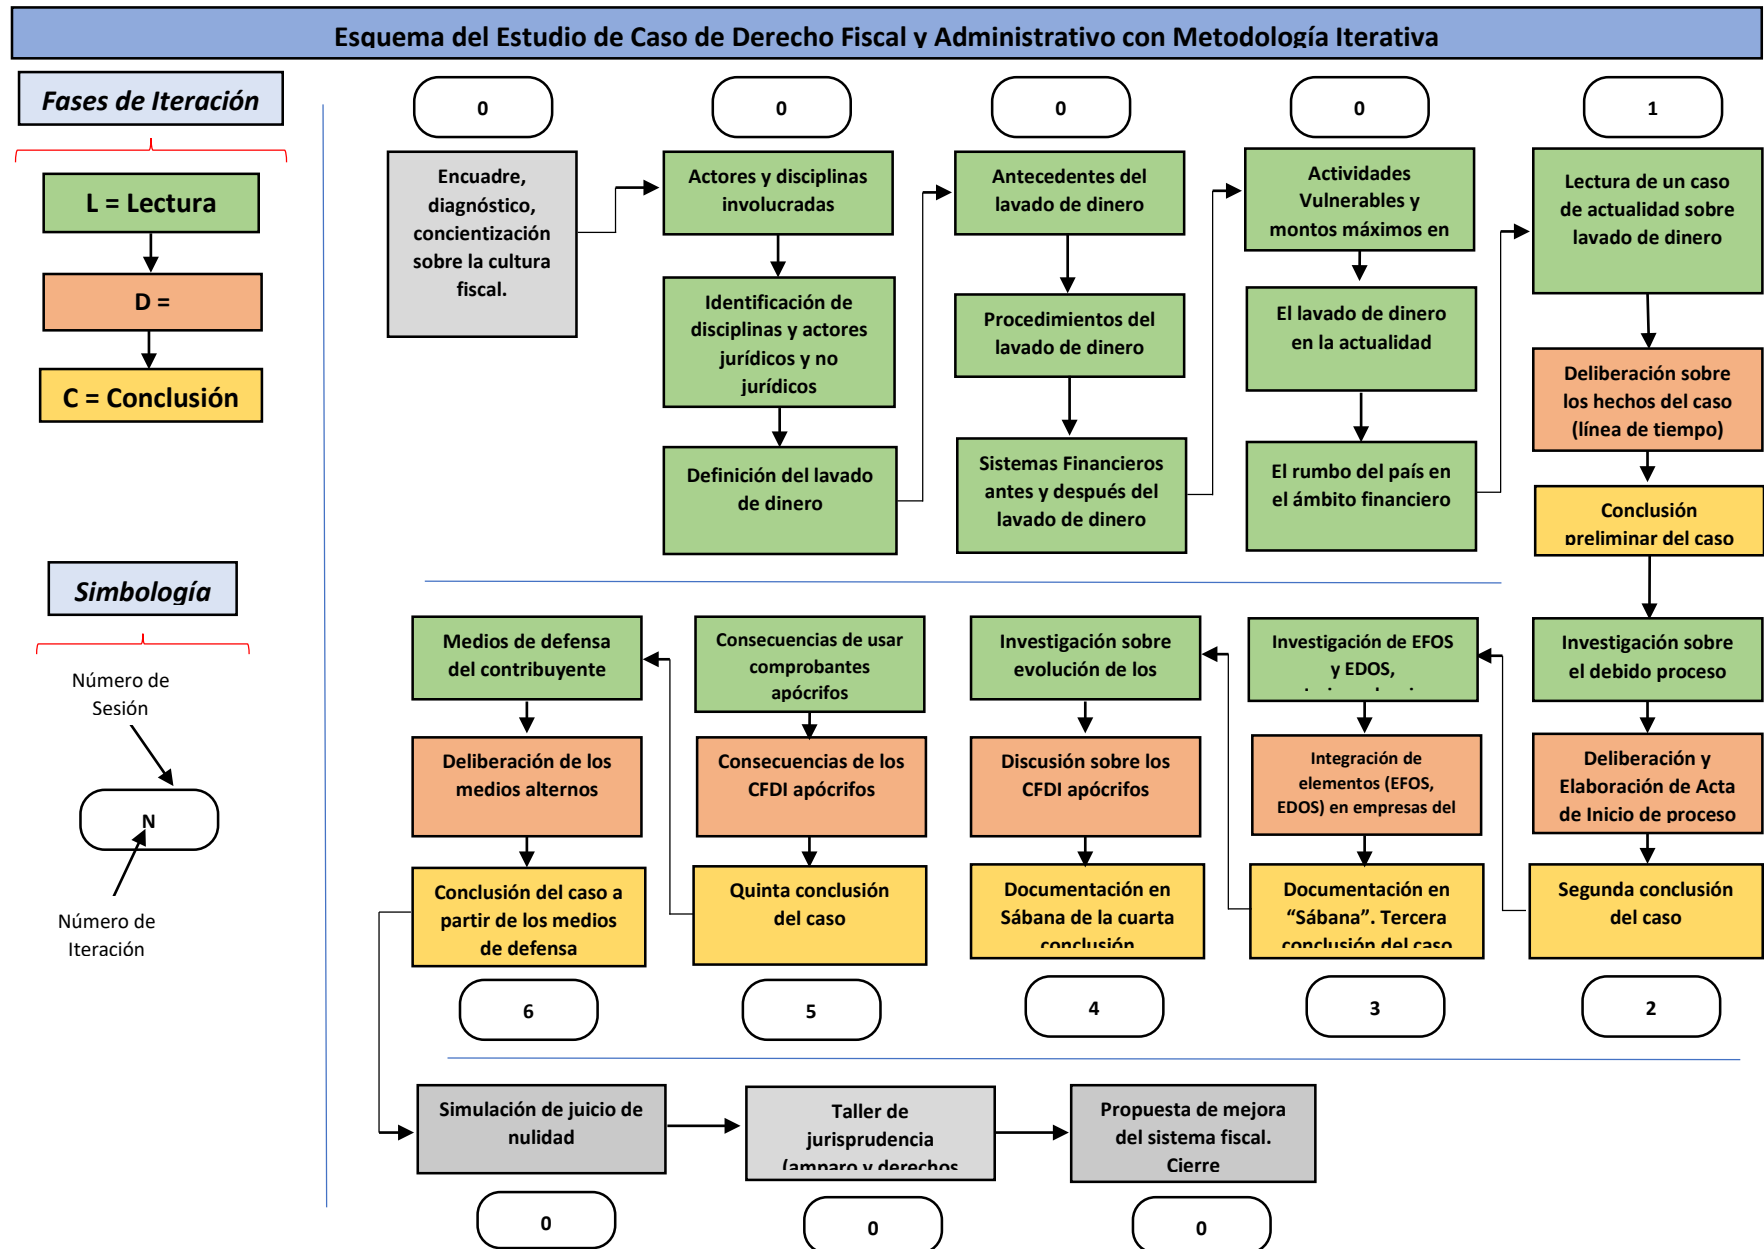 Esquema del Estudio de Caso de Derecho Fiscal y Administrativo con Metodología Iterativa
Fases de Iteración
L = Lectura
D =
C = Conclusión
Simbología
Número de
Sesión
N
Número de
Iteración
0
0
0
0
1
Encuadre,
diagnóstico,
concientización
sobre la cultura
fiscal.
Actores y disciplinas
involucradas
Identificación de
disciplinas y actores
jurídicos y no
jurídicos
Definición del lavado
de dinero
Antecedentes del
lavado de dinero
Procedimientos del
lavado de dinero
Sistemas Financieros
antes y después del
lavado de dinero
Actividades
Vulnerables y
montos máximos en
El lavado de dinero
en la actualidad
El rumbo del país en
el ámbito financiero
Lectura de un caso
de actualidad sobre
lavado de dinero
Deliberación sobre
los hechos del caso
(línea de tiempo)
Conclusión
preliminar del caso
Medios de defensa
del contribuyente
Deliberación de los
medios alternos
Conclusión del caso a
partir de los medios
de defensa
6
Consecuencias de usar
comprobantes
apócrifos
Consecuencias de los
CFDI apócrifos
Quinta conclusión
del caso
5
Investigación sobre
evolución de los
Discusión sobre los
CFDI apócrifos
Documentación en
Sábana de la cuarta
conclusión
4
Investigación de EFOS
y EDOS,
Integración de
elementos (EFOS,
EDOS) en empresas del
Documentación en
“Sábana”. Tercera
conclusión del caso
3
Investigación sobre
el debido proceso
Deliberación y
Elaboración de Acta
de Inicio de proceso
Segunda conclusión
del caso
2
Simulación de juicio de
nulidad
0
Taller de
jurisprudencia
(amparo y derechos
0
Propuesta de mejora
del sistema fiscal.
Cierre
0